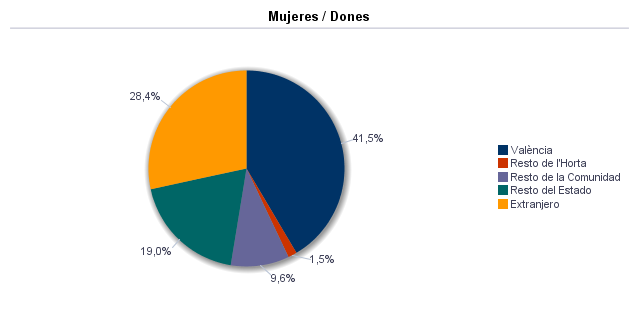 Mujeres / Dones
28,4%
41,5%
19,0%
1,5%
9,6%
València
Resto de l'Horta
Resto de la Comunidad
Resto del Estado
Extranjero